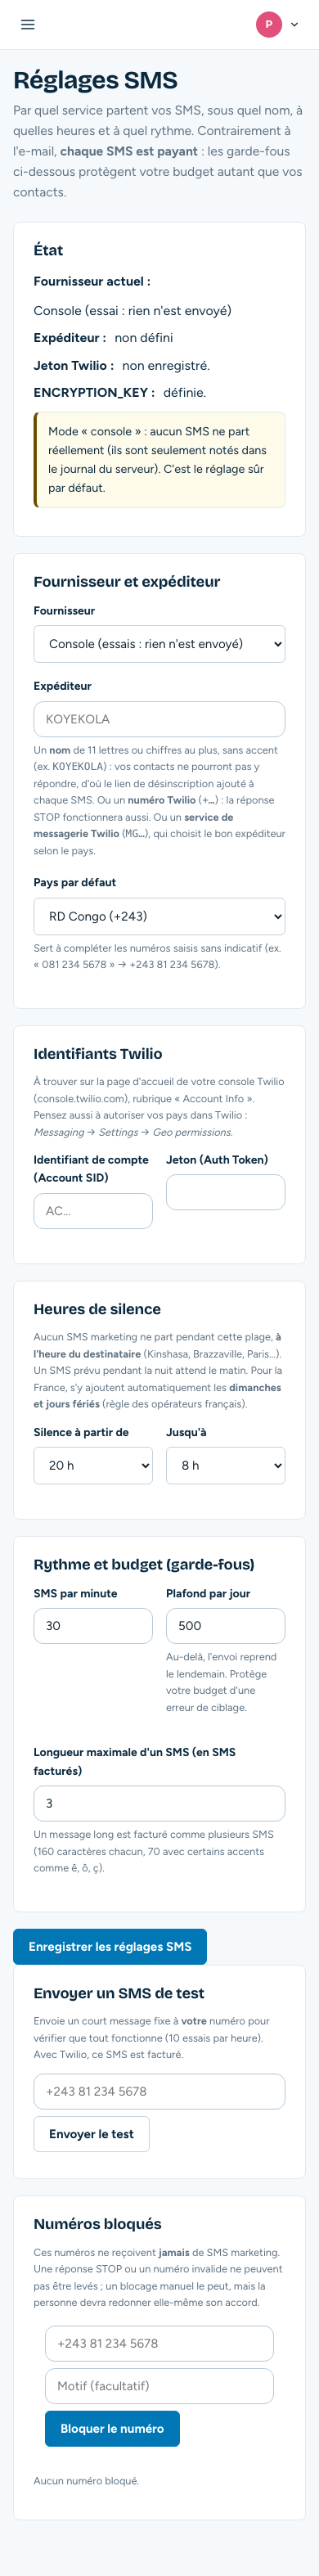 P
Réglages SMS
Par quel service partent vos SMS, sous quel nom, à
quelles heures et à quel rythme. Contrairement à
l'e-mail, chaque SMS est payant : les garde-fous
ci-dessous protègent votre budget autant que vos
contacts.
État
Fournisseur actuel :
Console (essai : rien n'est envoyé)
Expéditeur : non défini
Jeton Twilio : non enregistré.
ENCRYPTION_KEY : définie.
Mode « console » : aucun SMS ne part
réellement (ils sont seulement notés dans
le journal du serveur). C'est le réglage sûr
par défaut.
Fournisseur et expéditeur
Fournisseur
Console (essais : rien n'est envoyé)
Expéditeur
KOYEKOLA
Un nom de 11 lettres ou chiffres au plus, sans accent
(ex. KOYEKOLA) : vos contacts ne pourront pas y
répondre, d'où le lien de désinscription ajouté à
chaque SMS. Ou un numéro Twilio (+…) : la réponse
STOP fonctionnera aussi. Ou un service de
messagerie Twilio (MG…), qui choisit le bon expéditeur
selon le pays.
Pays par défaut
RD Congo (+243)
Sert à compléter les numéros saisis sans indicatif (ex.
« 081 234 5678 » → +243 81 234 5678).
Identifiants Twilio
À trouver sur la page d'accueil de votre console Twilio
(console.twilio.com), rubrique « Account Info ».
Pensez aussi à autoriser vos pays dans Twilio :
Messaging → Settings → Geo permissions.
Identifiant de compte
(Account SID)
AC…
Jeton (Auth Token)
Heures de silence
Aucun SMS marketing ne part pendant cette plage, à
l'heure du destinataire (Kinshasa, Brazzaville, Paris…).
Un SMS prévu pendant la nuit attend le matin. Pour la
France, s'y ajoutent automatiquement les dimanches
et jours fériés (règle des opérateurs français).
Silence à partir de
20 h
Jusqu'à
8 h
Rythme et budget (garde-fous)
SMS par minute
30
Plafond par jour
500
Au-delà, l'envoi reprend
le lendemain. Protège
votre budget d'une
erreur de ciblage.
Longueur maximale d'un SMS (en SMS
facturés)
3
Un message long est facturé comme plusieurs SMS
(160 caractères chacun, 70 avec certains accents
comme ê, ô, ç).
Enregistrer les réglages SMS
Envoyer un SMS de test
Envoie un court message fixe à votre numéro pour
vérifier que tout fonctionne (10 essais par heure).
Avec Twilio, ce SMS est facturé.
+243 81 234 5678
Envoyer le test
Numéros bloqués
Ces numéros ne reçoivent jamais de SMS marketing.
Une réponse STOP ou un numéro invalide ne peuvent
pas être levés ; un blocage manuel le peut, mais la
personne devra redonner elle-même son accord.
+243 81 234 5678
Motif (facultatif)
Bloquer le numéro
Aucun numéro bloqué.